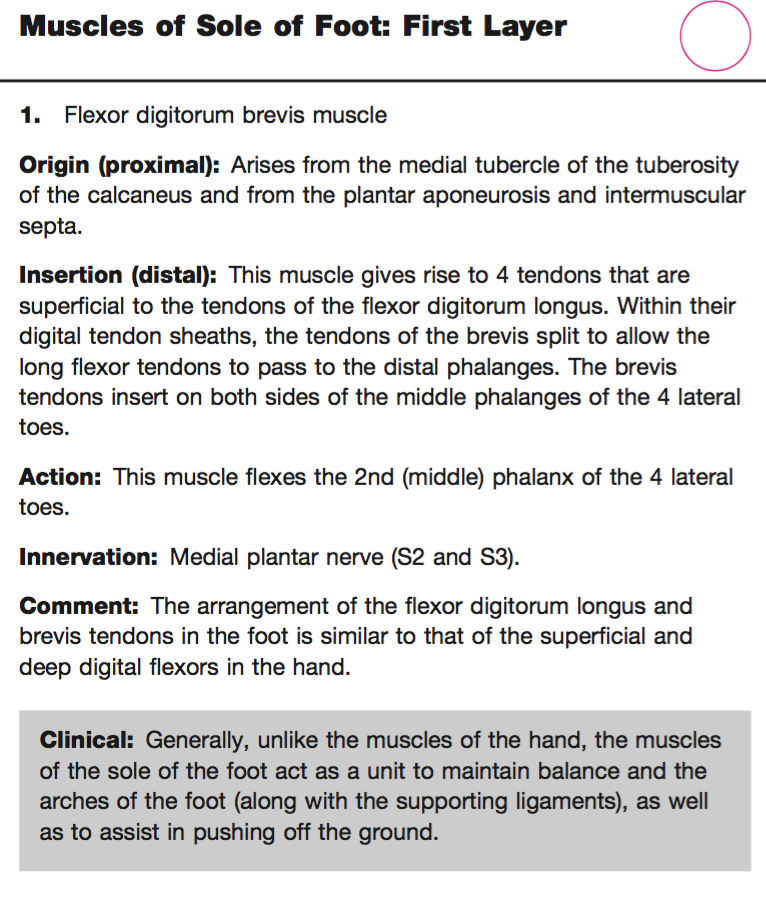 Muscles of Sole of Foot: First Layer
1. Flexor digitorum brevis muscle
Origin (proximal): Arises from the medial tubercle of the tuberosity
of the calcaneus and from the plantar aponeurosis and intermuscular
septa.
Insertion (distal): This muscle gives rise to 4 tendons that are
superficial to the tendons of the flexor digitorum longus. Within their
digital tendon sheaths, the tendons of the brevis split to allow the
long flexor tendons to pass to the distal phalanges. The brevis
tendons insert on both sides of the middle phalanges of the 4 lateral
toes.
Action: This muscle flexes the 2nd (middle) phalanx of the 4 lateral
toes.
Innervation: Medial plantar nerve (S2 and S3).
Comment: The arrangement of the flexor digitorum longus and
brevis tendons in the foot is similar to that of the superficial and
deep digital flexors in the hand.
Clinical: Generally, unlike the muscles of the hand, the muscles
of the sole of the foot act as a unit to maintain balance and the
arches of the foot (along with the supporting ligaments), as well
as to assist in pushing off the ground.